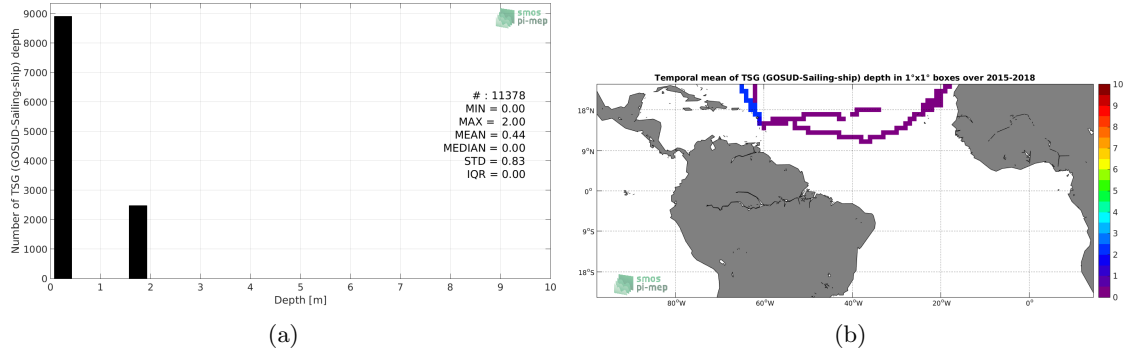 Number of TSG (GOSUD-Sailing-ship) depth
9000
8000
7000
6000
5000
4000
3000
2000
1000
0
smos
pi-mep
# : 11378
MIN = 0.00
MAX = 2.00
MEAN = 0.44
MEDIAN = 0.00
STD = 0.83
IQR = 0.00
0 1 2 3 4 5 6 7 8 9 10
Depth [m]
(a)
Temporal mean of TSG (GOSUD-Sailing-ship) depth in 1°x1° boxes over 2015-2018
18°N
9°N
0°
9°S
18°S
smos
pi-mep
80°W 60°W 40°W 20°W 0°
10
9
8
7
6
5
4
3
2
1
0
(b)